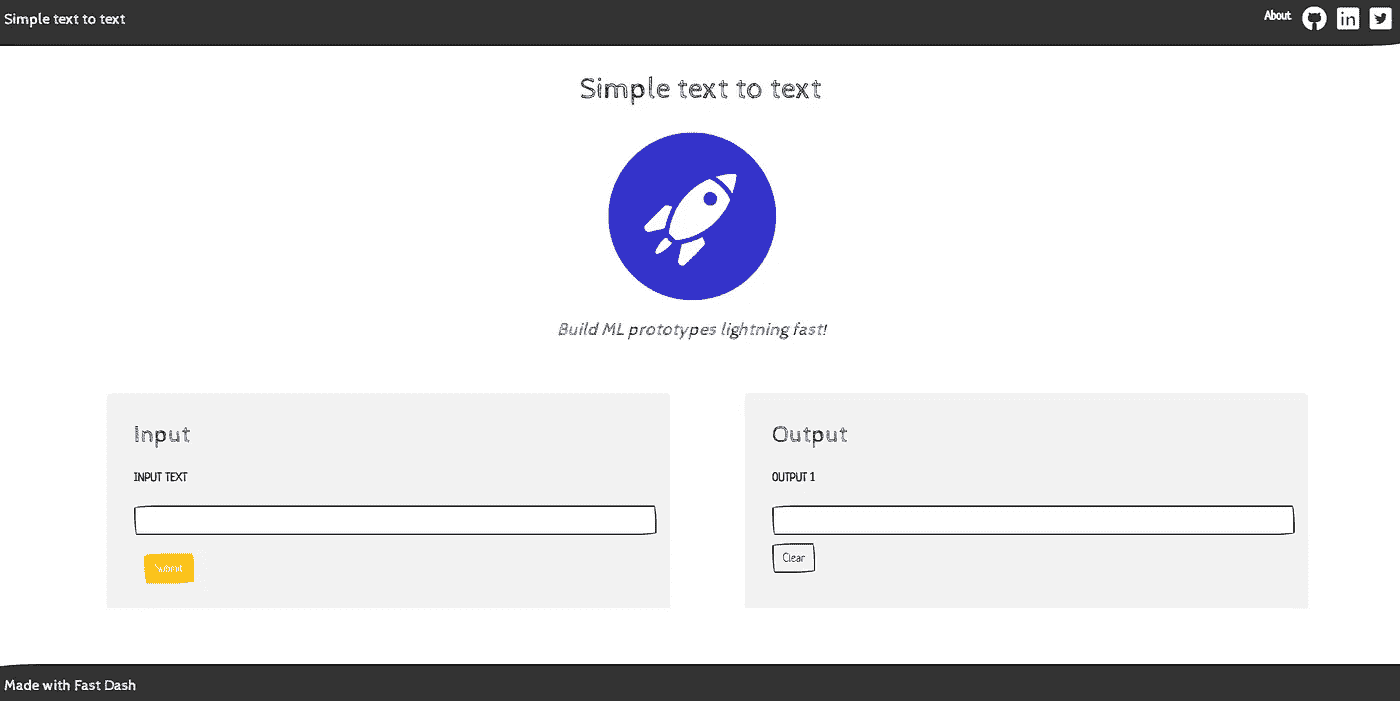 Simple text to text
About
Simple text to text
Build ML prototypes lightning fast!
Input
INPUT TEXT
Submit
Output
OUTPUT 1
Clear
Made with Fast Dash